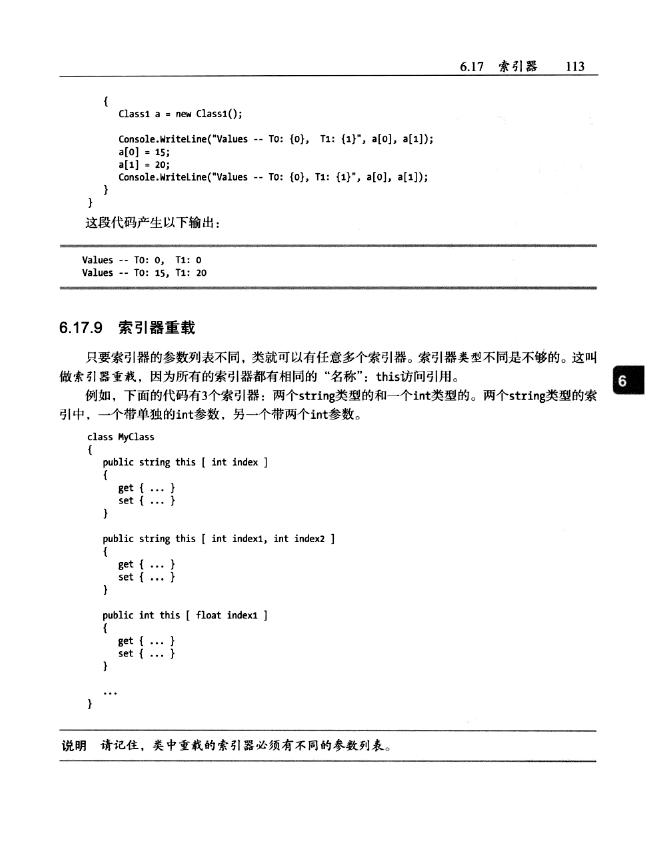 6.17 索引器 113
{
Class1 a = new Class1();
Console.WriteLine("Values -- T0: {0}, T1: {1}", a[0], a[1]);
a[0] = 15;
a[1] = 20;
Console.WriteLine("Values -- T0: {0}, T1: {1}", a[0], a[1]);
}
}
这段代码产生以下输出：
Values -- T0: 0, T1: 0
Values -- T0: 15, T1: 20
6.17.9 索引器重载
只要索引器的参数列表不同，类就可以有任意多个索引器。索引器类型不同是不够的。这叫
做索引器重载，因为所有的索引器都有相同的“名称”：this访问引用。
6
例如，下面的代码有3个索引器：两个string类型的和一个int类型的。两个string类型的索
引中，一个带单独的int参数，另一个带两个int参数。
class MyClass
{
public string this [ int index ]
{
get { ... }
set { ... }
}
public string this [ int index1, int index2 ]
{
get { ... }
set { ... }
}
public int this [ float index1 ]
{
get { ... }
set { ... }
}
...
}
说明 请记住，类中重载的索引器必须有不同的参数列表。